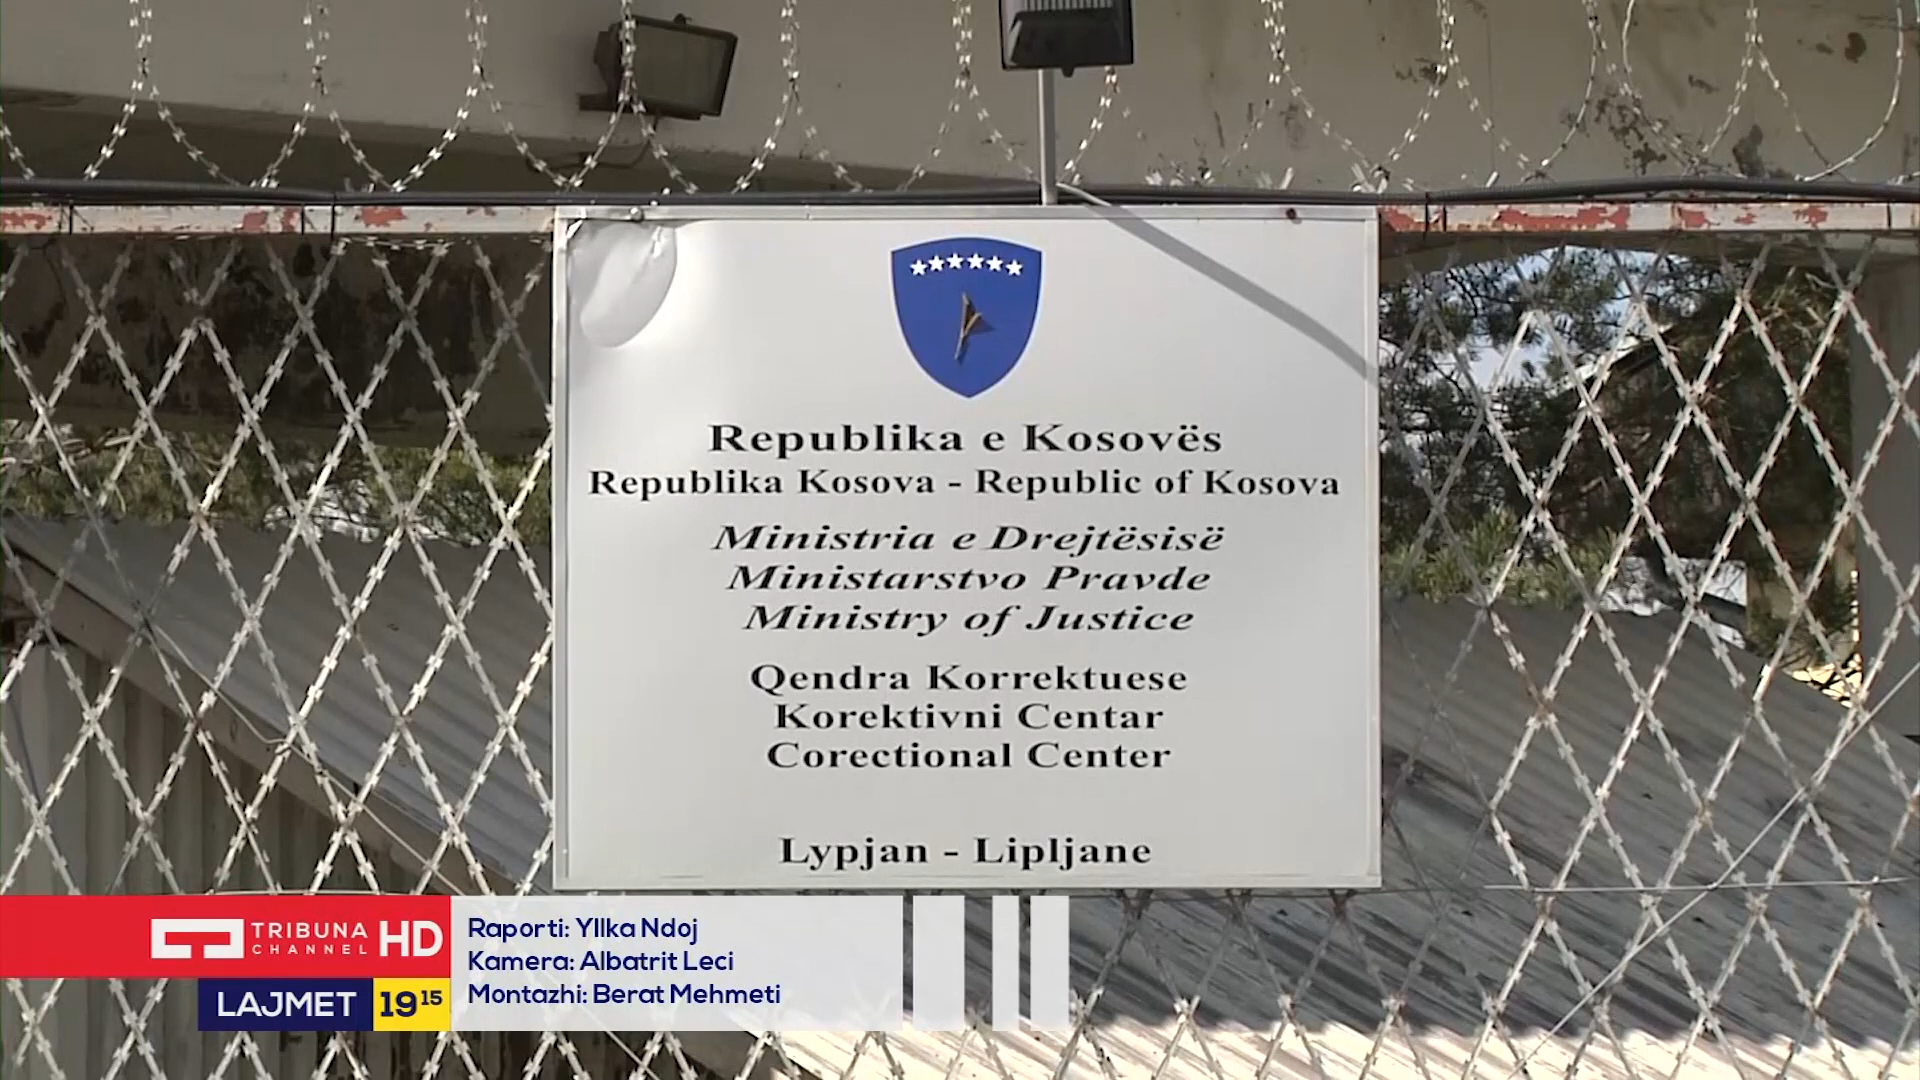 Republika e Kosovës
Republika Kosova - Republic of Kosova
Ministria e Drejtësisë
Ministarstvo Pravde
Ministry of Justice
Qendra Korrektuese
Korektivni Centar
Corectional Center
Lypjan - Lipljane
TRIBUNA
CHANNEL
HD
LAJMET 19 15
Raporti: Yllka Ndoj
Kamera: Albatrit Leci
Montazhi: Berat Mehmeti